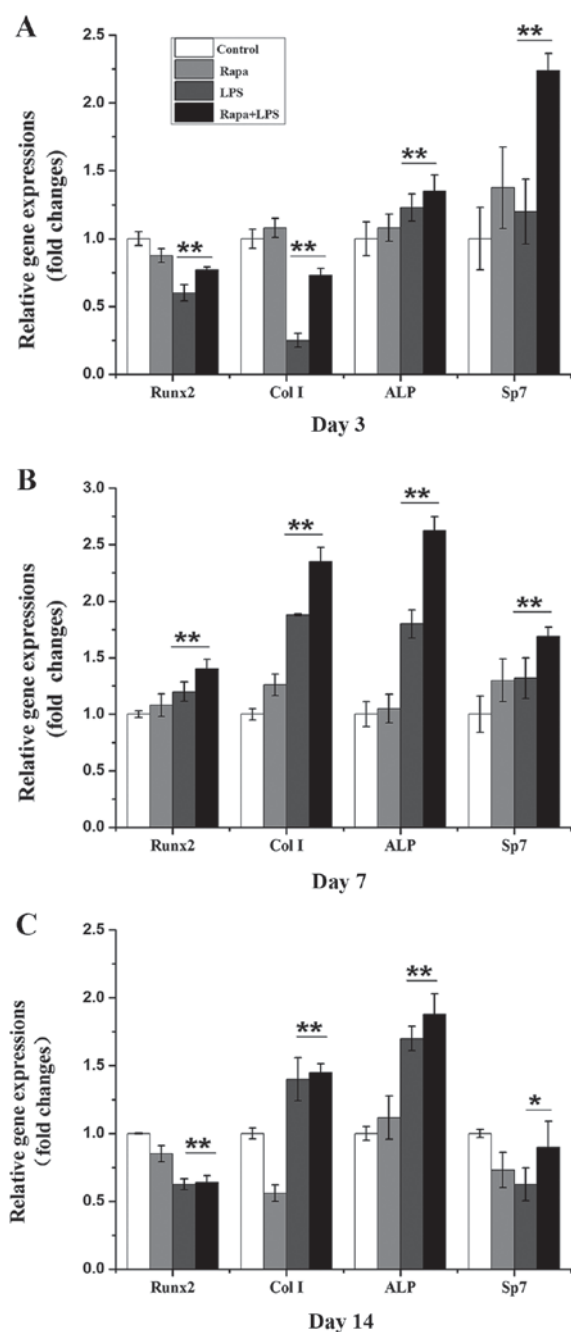 A
Control
Rapa
LPS
Rapa+LPS
Relative gene expressions
(fold changes)
2.5
2.0
1.5
1.0
0.5
0.0
**
**
**
**
Runx2 Col I ALP Sp7
Day 3
B
Relative gene expressions
(fold changes)
3.0
2.5
2.0
1.5
1.0
0.5
0.0
**
**
**
**
Runx2 Col I ALP Sp7
Day 7
C
Relative gene expressions
(fold changes)
2.5
2.0
1.5
1.0
0.5
0.0
**
**
**
*
Runx2 Col I ALP Sp7
Day 14